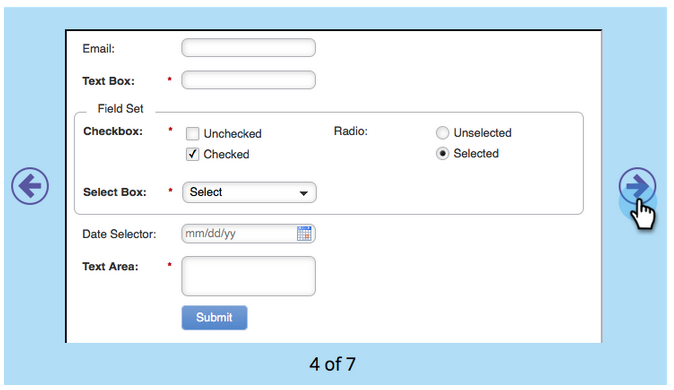 Email:
Text Box: *
Field Set
Checkbox: * Unchecked Radio: Unselected
Checked Selected
Select Box: * Select
Date Selector: mm/dd/yy
Text Area: *
Submit
4 of 7